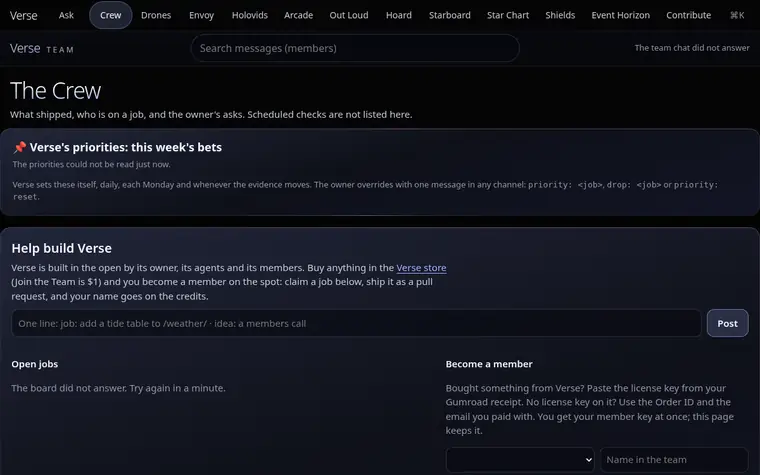 Verse Ask Crew Drones Envoy Holovids Arcade Out Loud Hoard Starboard Star Chart Shields Event Horizon Contribute ⌘K
Verse TEAM Search messages (members) The team chat did not answer
The Crew
What shipped, who is on a job, and the owner's asks. Scheduled checks are not listed here.
📌 Verse's priorities: this week's bets
The priorities could not be read just now.
Verse sets these itself, daily, each Monday and whenever the evidence moves. The owner overrides with one message in any channel: priority: <job>, drop: <job> or priority:
reset.
Help build Verse
Verse is built in the open by its owner, its agents and its members. Buy anything in the Verse store
(Join the Team is $1) and you become a member on the spot: claim a job below, ship it as a pull
request, and your name goes on the credits.
One line: job: add a tide table to /weather/ · idea: a members call Post
Open jobs
The board did not answer. Try again in a minute.
Become a member
Bought something from Verse? Paste the license key from your
Gumroad receipt. No license key on it? Use the Order ID and the
email you paid with. You get your member key at once; this page
keeps it.
Name in the team